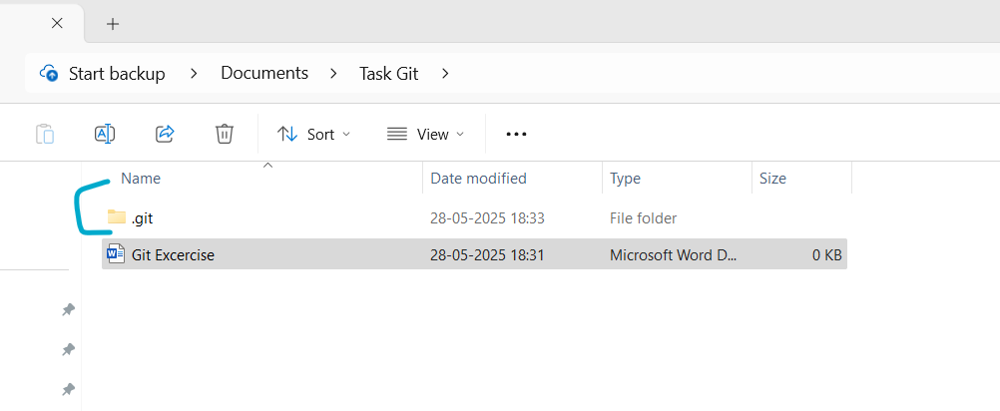 Start backup > Documents > Task Git >
Sort View
Name Date modified Type Size
.git 28-05-2025 18:33 File folder
Git Excercise 28-05-2025 18:31 Microsoft Word D... 0 KB